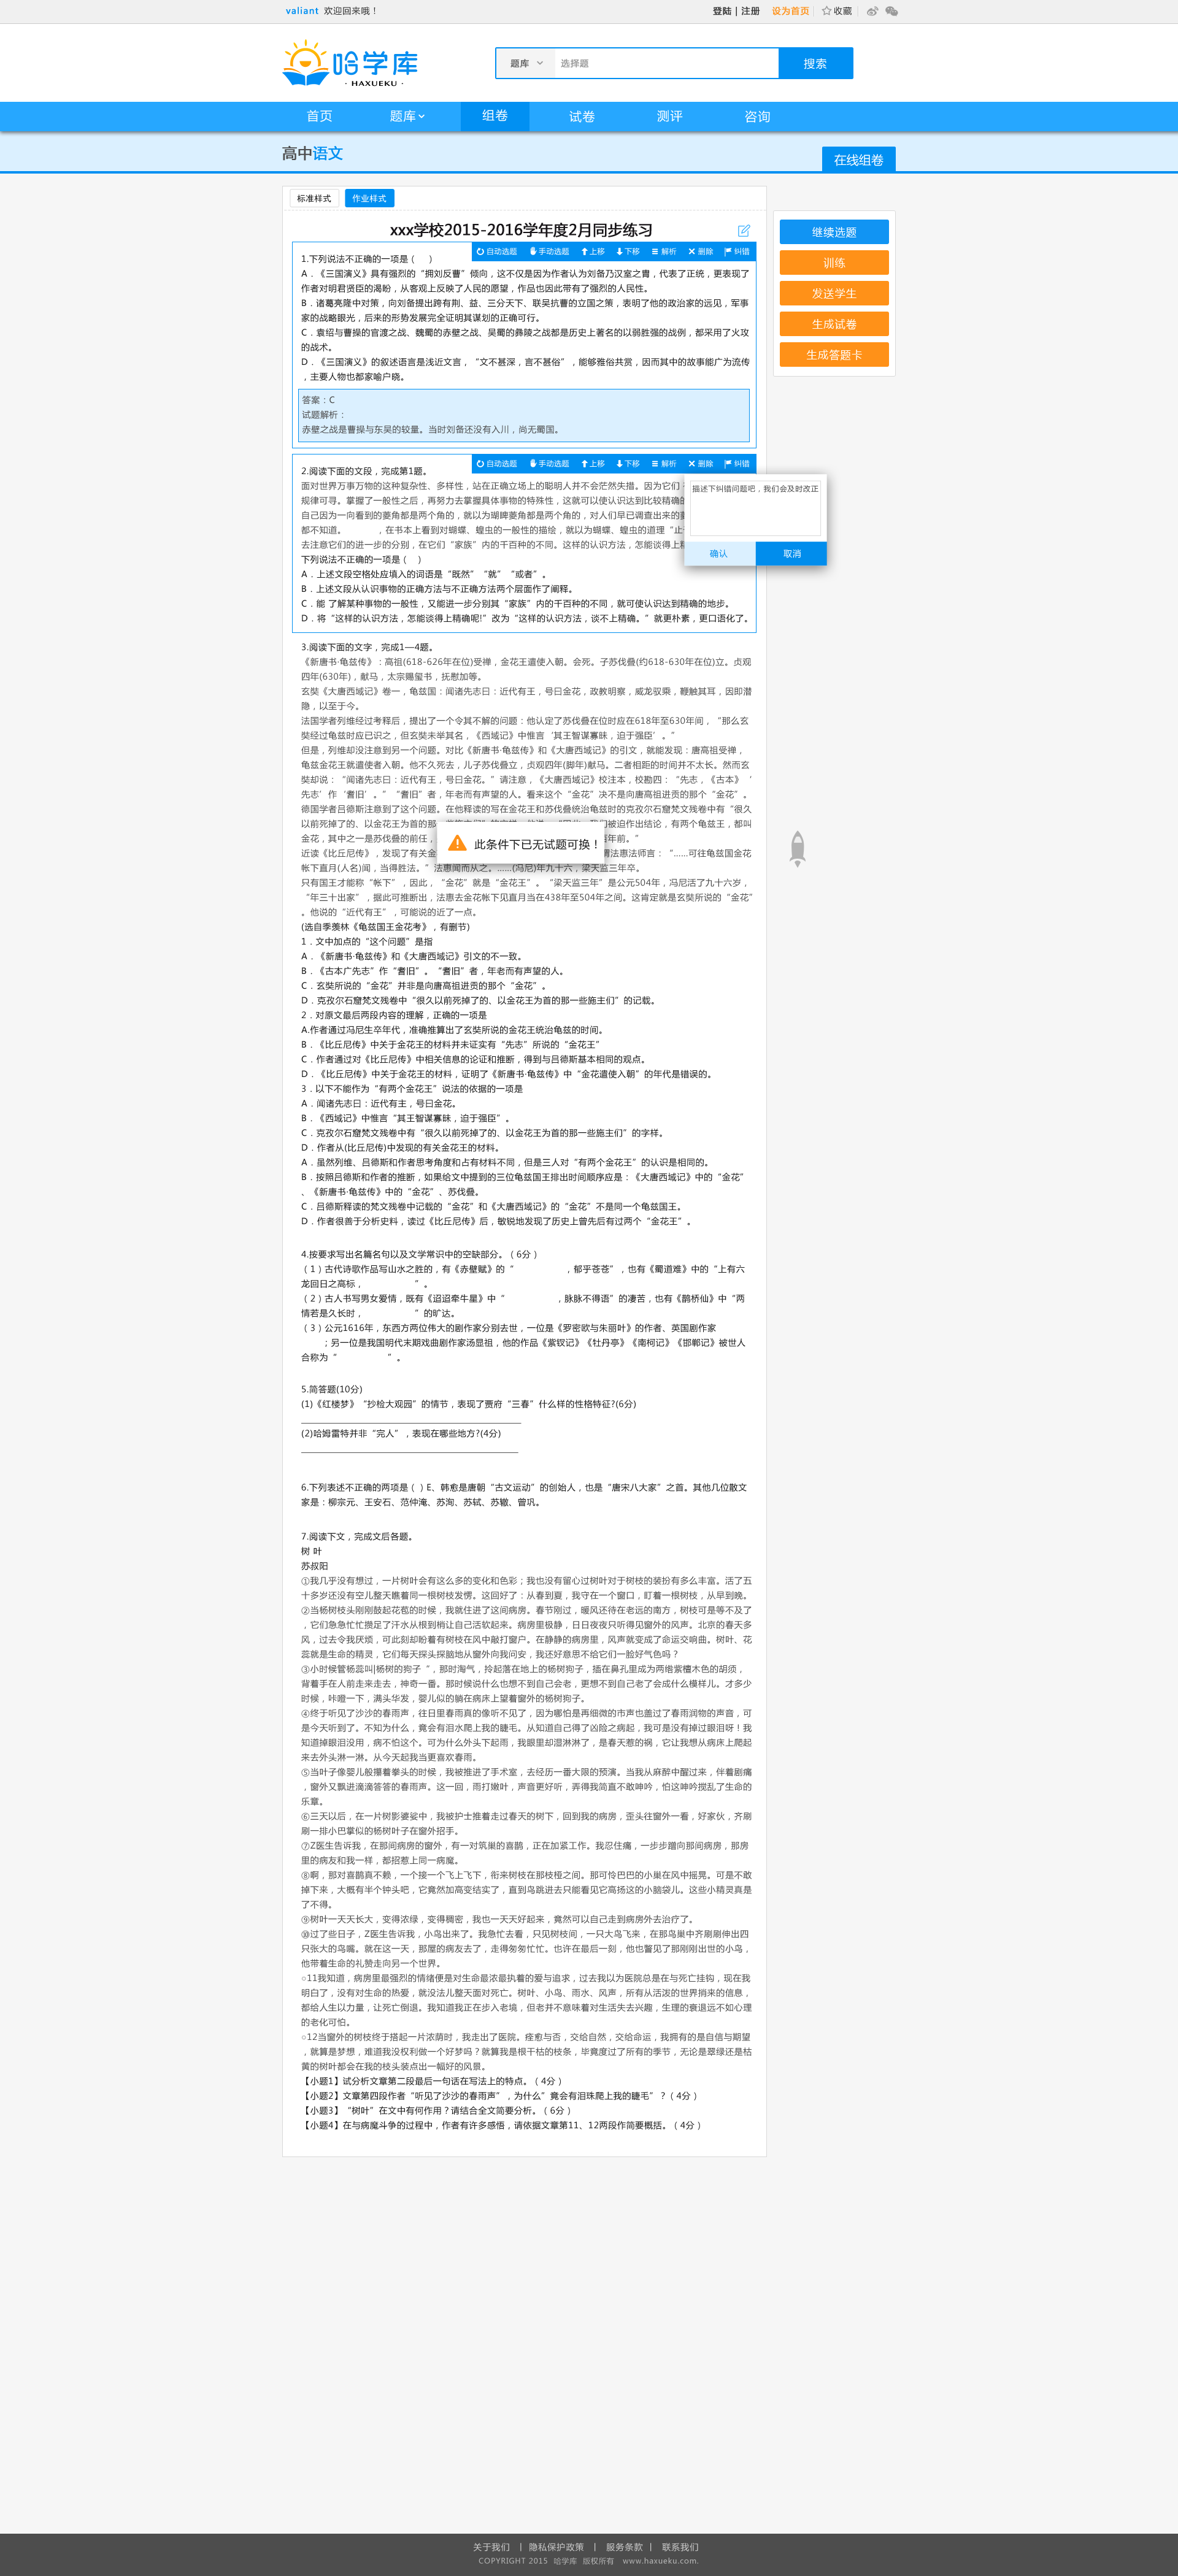 valiant 欢迎回来哦！
登陆 | 注册 设为首页 收藏
哈学库
· HAXUEKU ·
题库 选择题 搜索
首页 题库 组卷 试卷 测评 咨询
高中语文
在线组卷
标准样式 作业样式
xxx学校2015-2016学年度2月同步练习
继续选题
训练
发送学生
生成试卷
生成答题卡
自动选题 手动选题 上移 下移 解析 删除 纠错
1.下列说法不正确的一项是（ ）
A．《三国演义》具有强烈的“拥刘反曹”倾向，这不仅是因为作者认为刘备乃汉室之胄，代表了正统，更表现了
作者对明君贤臣的渴盼，从客观上反映了人民的愿望，作品也因此带有了强烈的人民性。
B．诸葛亮隆中对策，向刘备提出跨有荆、益、三分天下、联吴抗曹的立国之策，表明了他的政治家的远见，军事
家的战略眼光，后来的形势发展完全证明其谋划的正确可行。
C．袁绍与曹操的官渡之战、魏蜀的赤壁之战、吴蜀的彝陵之战都是历史上著名的以弱胜强的战例，都采用了火攻
的战术。
D．《三国演义》的叙述语言是浅近文言，“文不甚深，言不甚俗”，能够雅俗共赏，因而其中的故事能广为流传
，主要人物也都家喻户晓。
答案：C
试题解析：
赤壁之战是曹操与东吴的较量。当时刘备还没有入川，尚无蜀国。
自动选题 手动选题 上移 下移 解析 删除 纠错
2.阅读下面的文段，完成第1题。
面对世界万事万物的这种复杂性、多样性，站在正确立场上的聪明人并不会茫然失措。因为它们
规律可寻。掌握了一般性之后，再努力去掌握具体事物的特殊性，这就可以使认识达到比较精确的
自己因为一向看到的菱角都是两个角的，就以为瑚睥菱角都是两个角的，对人们早已调查出来的菱
都不知道。 ，在书本上看到对蝴蝶、蝗虫的一般性的描绘，就以为蝴蝶、蝗虫的道理“止
去注意它们的进一步的分别，在它们“家族”内的千百种的不同。这样的认识方法，怎能谈得上精
下列说法不正确的一项是（ ）
A．上述文段空格处应填入的词语是“既然”“就”“或者”。
B．上述文段从认识事物的正确方法与不正确方法两个层面作了阐释。
C．能 了解某种事物的一般性，又能进一步分别其“家族”内的千百种的不同，就可使认识达到精确的地步。
D．将“这样的认识方法，怎能谈得上精确呢!”改为“这样的认识方法，谈不上精确。”就更朴素，更口语化了。
描述下纠错问题吧，我们会及时改正
确认 取消
3.阅读下面的文字，完成1—4题。
《新唐书·龟兹传》：高祖(618-626年在位)受禅，金花王遣使入朝。会死。子苏伐叠(约618-630年在位)立。贞观
四年(630年)，献马，太宗赐玺书，抚慰加等。
玄奘《大唐西域记》卷一，龟兹国：闻诸先志曰：近代有王，号曰金花，政教明察，威龙驭乘，鞭触其耳，因即潜
隐，以至于今。
法国学者列维经过考释后，提出了一个令其不解的问题：他认定了苏伐叠在位时应在618年至630年间，“那么玄
奘经过龟兹时应已识之，但玄奘未举其名，《西域记》中惟言‘其王智谋寡昧，迫于强臣’。”
但是，列维却没注意到另一个问题。对比《新唐书·龟兹传》和《大唐西域记》的引文，就能发现：唐高祖受禅，
龟兹金花王就遣使者入朝。他不久死去，儿子苏伐叠立，贞观四年(脚年)献马。二者相距的时间并不太长。然而玄
奘却说：“闻诸先志曰：近代有王，号曰金花。”请注意，《大唐西域记》校注本，校勘四：“先志，《古本》‘
先志’作‘耆旧’。”“耆旧”者，年老而有声望的人。看来这个“金花”决不是向唐高祖进贡的那个“金花”。
德国学者吕德斯注意到了这个问题。在他释读的写在金花王和苏伐叠统治龟兹时的克孜尔石窟梵文残卷中有“很久
以前死掉了的、以金花王为首的那
金花，其中之一是苏伐叠的前任，
近读《比丘尼传》，发现了有关金 谓法惠法师言：“……可往龟兹国金花
帐下直月(人名)闻，当得胜法。”法惠闻而从之。……(冯尼)年九十六，梁天监三年卒。
此条件下已无试题可换！
只有国王才能称“帐下”，因此，“金花”就是“金花王”。“梁天监三年”是公元504年，冯尼活了九十六岁，
“年三十出家”，据此可推断出，法惠去金花帐下见直月当在438年至504年之间。这肯定就是玄奘所说的“金花”
。他说的“近代有王”，可能说的近了一点。
(选自季羡林《龟兹国王金花考》，有删节)
1．文中加点的“这个问题”是指
A．《新唐书·龟兹传》和《大唐西域记》引文的不一致。
B．《古本广先志”作“耆旧”。“耆旧”者，年老而有声望的人。
C．玄奘所说的“金花”并非是向唐高祖进贡的那个“金花”。
D．克孜尔石窟梵文残卷中“很久以前死掉了的、以金花王为首的那一些施主们”的记载。
2．对原文最后两段内容的理解，正确的一项是
A.作者通过冯尼生卒年代，准确推算出了玄奘所说的金花王统治龟兹的时间。
B．《比丘尼传》中关于金花王的材料并未证实有“先志”所说的“金花王”
C．作者通过对《比丘尼传》中相关信息的论证和推断，得到与吕德斯基本相同的观点。
D．《比丘尼传》中关于金花王的材料，证明了《新唐书·龟兹传》中“金花遣使入朝”的年代是错误的。
3．以下不能作为“有两个金花王”说法的依据的一项是
A．闻诸先志曰：近代有主，号曰金花。
B．《西域记》中惟言“其王智谋寡昧，迫于强臣”。
C．克孜尔石窟梵文残卷中有“很久以前死掉了的、以金花王为首的那一些施主们”的字样。
D．作者从(比丘尼传)中发现的有关金花王的材料。
A．虽然列维、吕德斯和作者思考角度和占有材料不同，但是三人对“有两个金花王”的认识是相同的。
B．按照吕德斯和作者的推断，如果给文中提到的三位龟兹国王排出时间顺序应是：《大唐西域记》中的“金花”
、《新唐书·龟兹传》中的“金花”、苏伐叠。
C．吕德斯释读的梵文残卷中记载的“金花”和《大唐西域记》的“金花”不是同一个龟兹国王。
D．作者很善于分析史料，读过《比丘尼传》后，敏锐地发现了历史上曾先后有过两个“金花王”。
4.按要求写出名篇名句以及文学常识中的空缺部分。（6分）
（1）古代诗歌作品写山水之胜的，有《赤壁赋》的“ ，郁乎苍苍”，也有《蜀道难》中的“上有六
龙回日之高标， ”。
（2）古人书写男女爱情，既有《迢迢牵牛星》中“ ，脉脉不得语”的凄苦，也有《鹊桥仙》中“两
情若是久长时， ”的旷达。
（3）公元1616年，东西方两位伟大的剧作家分别去世，一位是《罗密欧与朱丽叶》的作者、英国剧作家
；另一位是我国明代末期戏曲剧作家汤显祖，他的作品《紫钗记》《牡丹亭》《南柯记》《邯郸记》被世人
合称为“ ”。
5.简答题(10分)
(1)《红楼梦》“抄检大观园”的情节，表现了贾府“三春”什么样的性格特征?(6分)
(2)哈姆雷特并非“完人”，表现在哪些地方?(4分)
6.下列表述不正确的两项是（ ）E、韩愈是唐朝“古文运动”的创始人，也是“唐宋八大家”之首。其他几位散文
家是：柳宗元、王安石、范仲淹、苏洵、苏轼、苏辙、曾巩。
7.阅读下文，完成文后各题。
树 叶
苏叔阳
①我几乎没有想过，一片树叶会有这么多的变化和色彩；我也没有留心过树叶对于树枝的装扮有多么丰富。活了五
十多岁还没有空儿整天瞧着同一根树枝发愣。这回好了：从春到夏，我守在一个窗口，盯着一根树枝，从早到晚。
②当杨树枝头刚刚鼓起花苞的时候，我就住进了这间病房。春节刚过，暖风还待在老远的南方，树枝可是等不及了
，它们急急忙忙攒足了汗水从根到梢让自己活软起来。病房里极静，日日夜夜只听得见窗外的风声。北京的春天多
风，过去令我厌烦，可此刻却盼着有树枝在风中敲打窗户。在静静的病房里，风声就变成了命运交响曲。树叶、花
蕊就是生命的精灵，它们每天探头探脑地从窗外向我问安，我还好意思不给它们一脸好气色吗？
③小时候管杨蕊叫|杨树的狗子“，那时淘气，拎起落在地上的杨树狗子，插在鼻孔里成为两绺紫檀木色的胡须，
背着手在人前走来走去，神奇一番。那时候说什么也想不到自己会老，更想不到自己老了会成什么模样儿。才多少
时候，咔噔一下，满头华发，婴儿似的躺在病床上望着窗外的杨树狗子。
④终于听见了沙沙的春雨声，往日里春雨真的像听不见了，因为哪怕是再细微的市声也盖过了春雨润物的声音，可
是今天听到了。不知为什么，竟会有泪水爬上我的睫毛。从知道自己得了凶险之病起，我可是没有掉过眼泪呀！我
知道掉眼泪没用，病不怕这个。可为什么外头下起雨，我眼里却湿淋淋了，是春天惹的祸，它让我想从病床上爬起
来去外头淋一淋。从今天起我当更喜欢春雨。
⑤当叶子像婴儿般攥着拳头的时候，我被推进了手术室，去经历一番大限的预演。当我从麻醉中醒过来，伴着剧痛
，窗外又飘进滴滴答答的春雨声。这一回，雨打嫩叶，声音更好听，弄得我简直不敢呻吟，怕这呻吟搅乱了生命的
乐章。
⑥三天以后，在一片树影婆娑中，我被护士推着走过春天的树下，回到我的病房，歪头往窗外一看，好家伙，齐刷
刷一排小巴掌似的杨树叶子在窗外招手。
⑦Z医生告诉我，在那间病房的窗外，有一对筑巢的喜鹊，正在加紧工作。我忍住痛，一步步蹭向那间病房，那房
里的病友和我一样，都招惹上同一病魔。
⑧啊，那对喜鹊真不赖，一个接一个飞上飞下，衔来树枝在那枝桠之间。那可怜巴巴的小巢在风中摇晃。可是不敢
掉下来，大概有半个钟头吧，它竟然加高变结实了，直到鸟跳进去只能看见它高扬这的小脑袋儿。这些小精灵真是
了不得。
⑨树叶一天天长大，变得浓绿，变得稠密，我也一天天好起来，竟然可以自己走到病房外去治疗了。
⑩过了些日子，Z医生告诉我，小鸟出来了。我急忙去看，只见树枝间，一只大鸟飞来，在那鸟巢中齐刷刷伸出四
只张大的鸟嘴。就在这一天，那屋的病友去了，走得匆匆忙忙。也许在最后一刻，他也瞥见了那刚刚出世的小鸟，
他带着生命的礼赞走向另一个世界。
○11我知道，病房里最强烈的情绪便是对生命最浓最执着的爱与追求，过去我以为医院总是在与死亡挂钩，现在我
明白了，没有对生命的热爱，就没法儿整天面对死亡。树叶、小鸟、雨水、风声，所有从活泼的世界捎来的信息，
都给人生以力量，让死亡倒退。我知道我正在步入老境，但老并不意味着对生活失去兴趣，生理的衰退远不如心理
的老化可怕。
○12当窗外的树枝终于搭起一片浓荫时，我走出了医院。痊愈与否，交给自然，交给命运，我拥有的是自信与期望
，就算是梦想，难道我没权利做一个好梦吗？就算我是根干枯的枝条，毕竟度过了所有的季节，无论是翠绿还是枯
黄的树叶都会在我的枝头装点出一幅好的风景。
【小题1】试分析文章第二段最后一句话在写法上的特点。（4分）
【小题2】文章第四段作者“听见了沙沙的春雨声”，为什么”竟会有泪珠爬上我的睫毛”？（4分）
【小题3】“树叶”在文中有何作用？请结合全文简要分析。（6分）
【小题4】在与病魔斗争的过程中，作者有许多感悟，请依据文章第11、12两段作简要概括。（4分）
关于我们 | 隐私保护政策 | 服务条款 | 联系我们
COPYRIGHT 2015 哈学库 版权所有 www.haxueku.com.